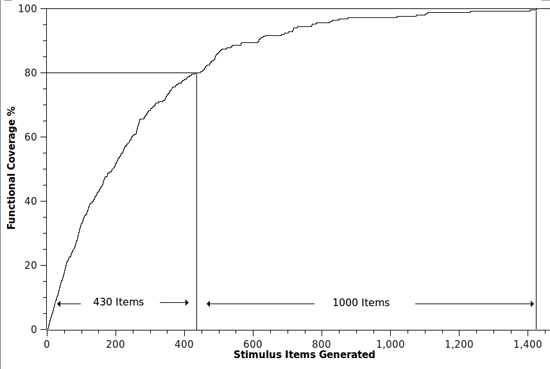 100
80
60
40
20
0
Functional Coverage %
430 Items
1000 Items
0 200 400 600 800 1,000 1,200 1,400
Stimulus Items Generated